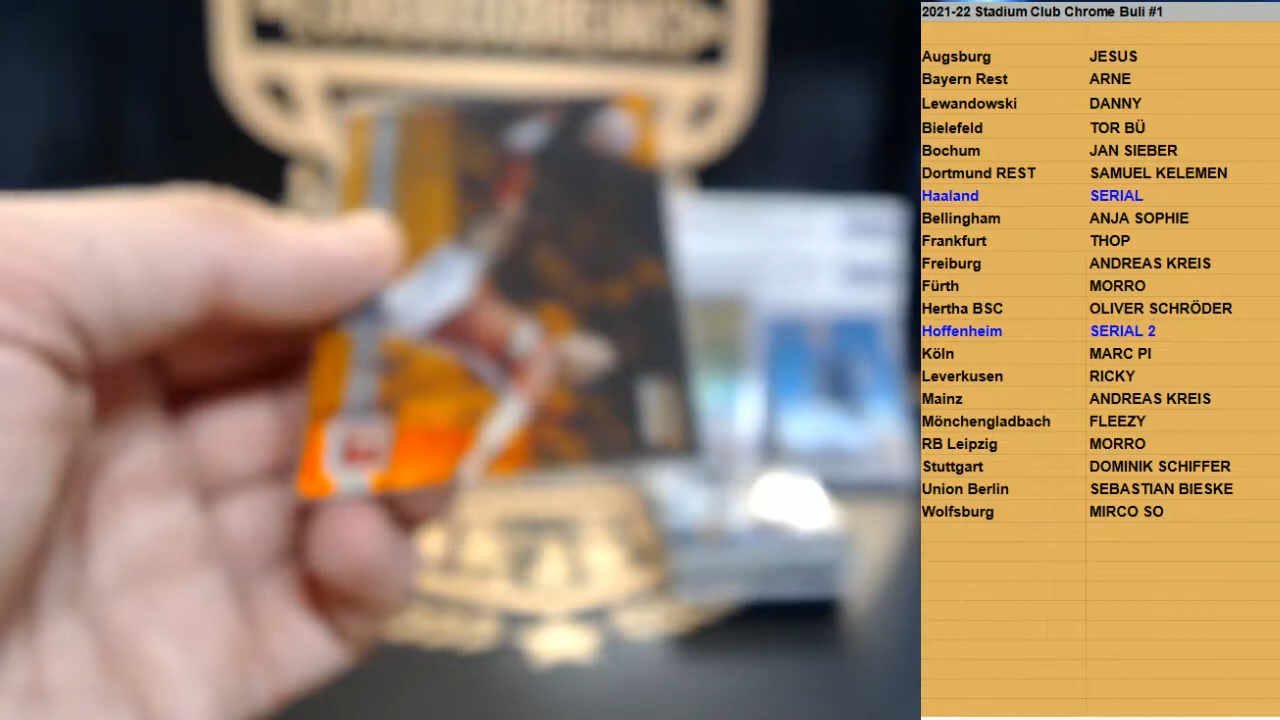 2021-22 Stadium Club Chrome Buli #1
Augsburg JESUS
Bayern Rest ARNE
Lewandowski DANNY
Bielefeld TOR BÜ
Bochum JAN SIEBER
Dortmund REST SAMUEL KELEMEN
Haaland SERIAL
Bellingham ANJA SOPHIE
Frankfurt THOP
Freiburg ANDREAS KREIS
Fürth MORRO
Hertha BSC OLIVER SCHRÖDER
Hoffenheim SERIAL 2
Köln MARC PI
Leverkusen RICKY
Mainz ANDREAS KREIS
Mönchengladbach FLEEZY
RB Leipzig MORRO
Stuttgart DOMINIK SCHIFFER
Union Berlin SEBASTIAN BIESKE
Wolfsburg MIRCO SO